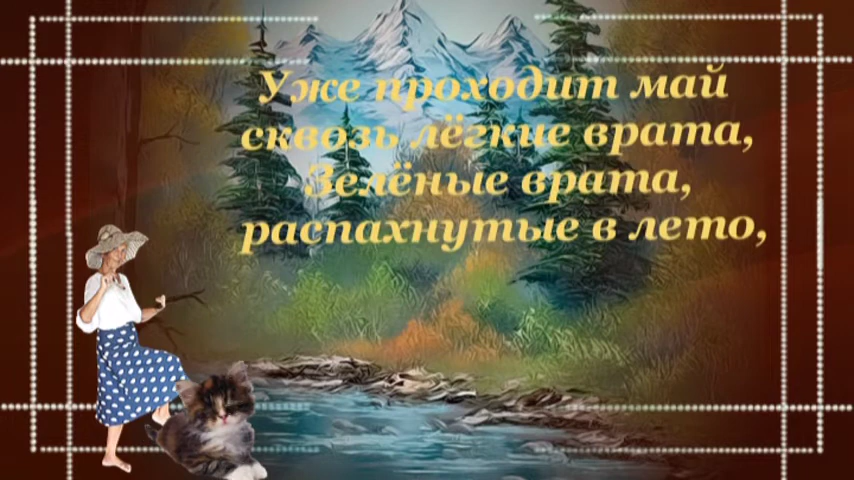 Уже проходит май
сквозь лёгкие врата,
Зелёные врата,
распахнутые в лето,